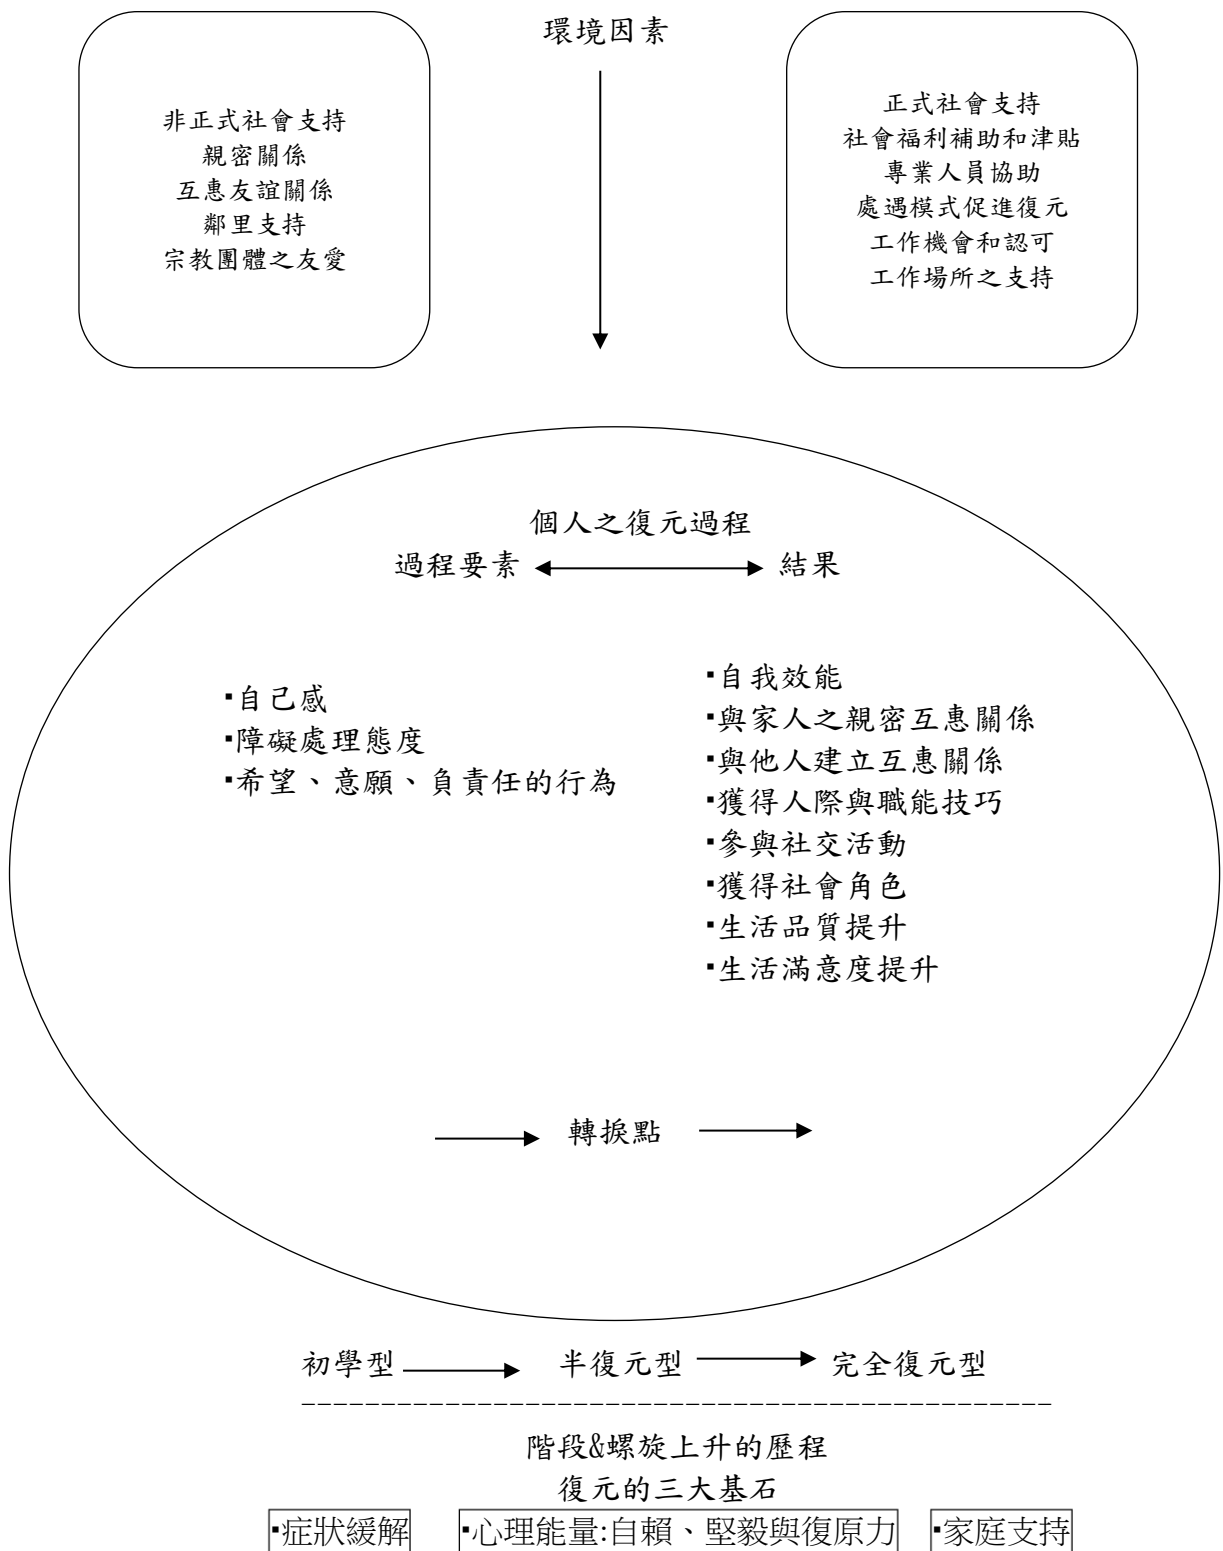 環境因素
非正式社會支持
親密關係
互惠友誼關係
鄰里支持
宗教團體之友愛
正式社會支持
社會福利補助和津貼
專業人員協助
處遇模式促進復元
工作機會和認可
工作場所之支持
個人之復元過程
過程要素 結果
▪自己感
▪障礙處理態度
▪希望、意願、負責任的行為
▪自我效能
▪與家人之親密互惠關係
▪與他人建立互惠關係
▪獲得人際與職能技巧
▪參與社交活動
▪獲得社會角色
▪生活品質提升
▪生活滿意度提升
轉捩點
初學型 半復元型 完全復元型
階段&螺旋上升的歷程
復元的三大基石
▪症狀緩解 ▪心理能量:自賴、堅毅與復原力 ▪家庭支持